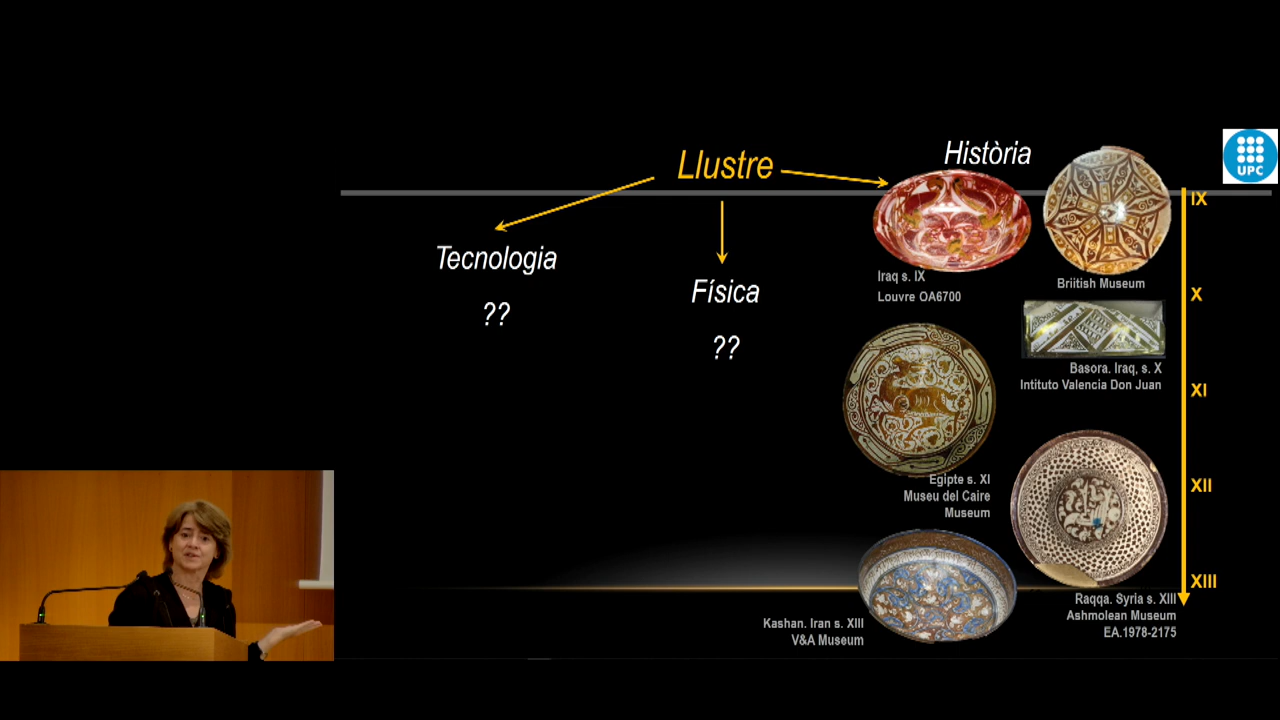 Llustre
Història
UPC
Tecnologia
??
Física
??
Iraq s. IX
Louvre OA6700
Briitish Museum
Basora. Iraq, s. X
Intituto Valencia Don Juan
Egipte s. XI
Museu del Caire
Museum
Raqqa. Syria s. XIII
Ashmolean Museum
EA.1978-2175
Kashan. Iran s. XIII
V&A Museum
IX
X
XI
XII
XIII